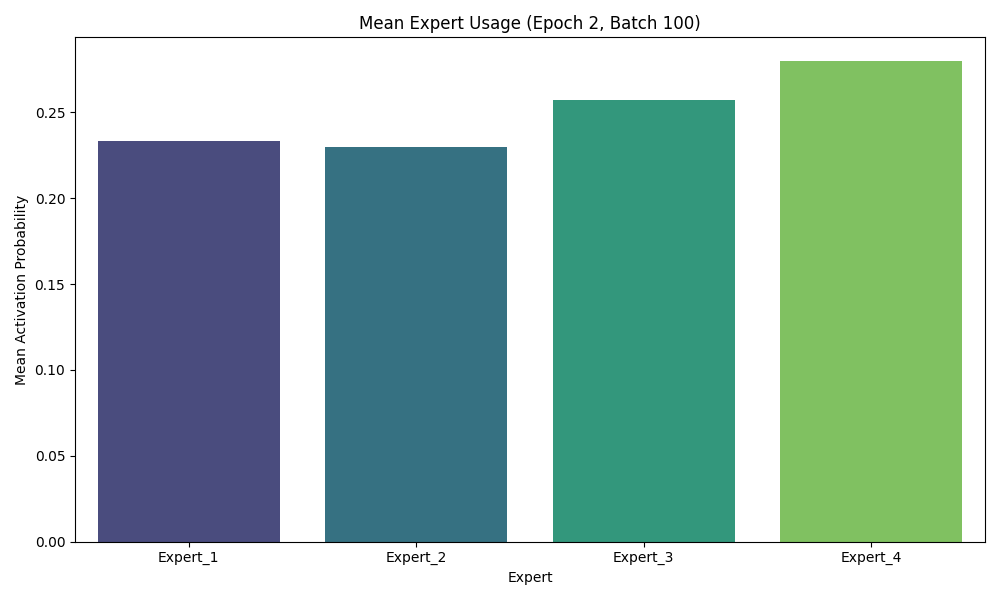 Mean Expert Usage (Epoch 2, Batch 100)
Mean Activation Probability
0.25
0.20
0.15
0.10
0.05
0.00
Expert_1 Expert_2 Expert_3 Expert_4
Expert